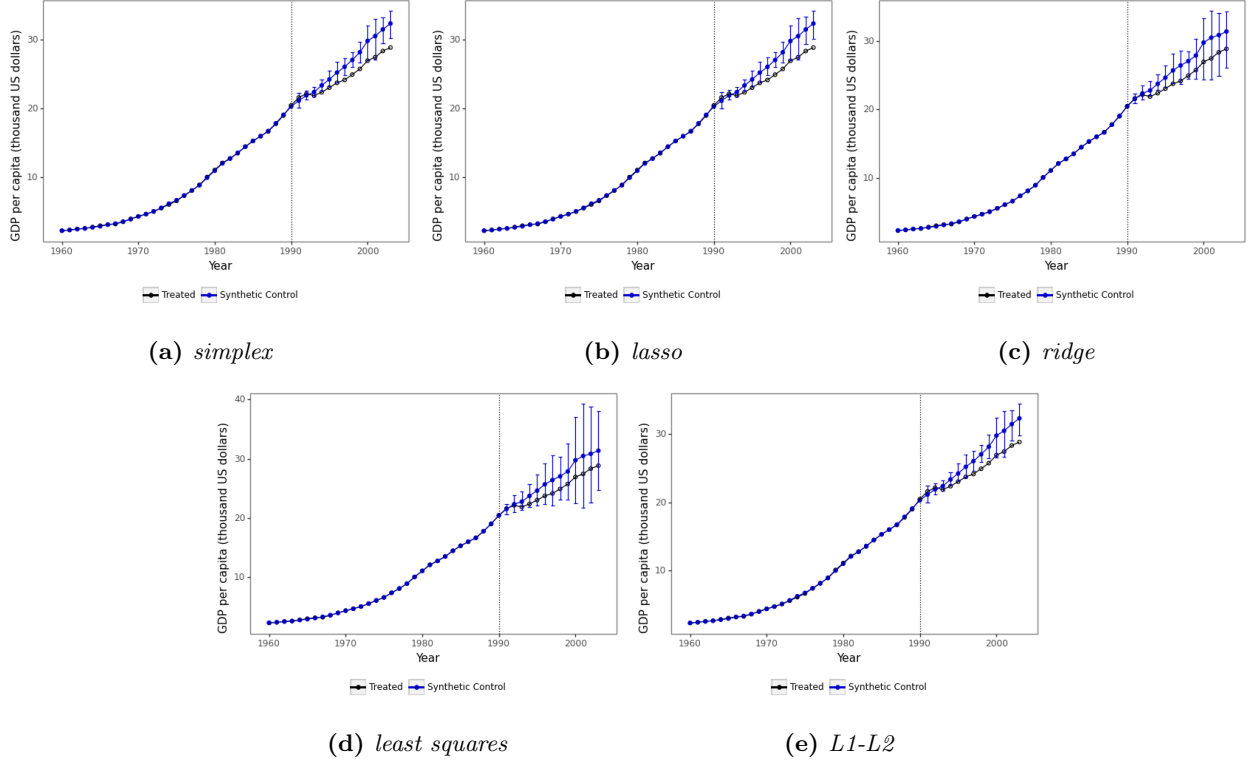 GDP per capita (thousand US dollars)
30
20
10
1960 1970 1980 1990 2000
Year
Treated Synthetic Control
(a) simplex
GDP per capita (thousand US dollars)
30
20
10
1960 1970 1980 1990 2000
Year
Treated Synthetic Control
(b) lasso
GDP per capita (thousand US dollars)
30
20
10
1960 1970 1980 1990 2000
Year
Treated Synthetic Control
(c) ridge
GDP per capita (thousand US dollars)
40
30
20
10
1960 1970 1980 1990 2000
Year
Treated Synthetic Control
(d) least squares
GDP per capita (thousand US dollars)
30
20
10
1960 1970 1980 1990 2000
Year
Treated Synthetic Control
(e) L1-L2